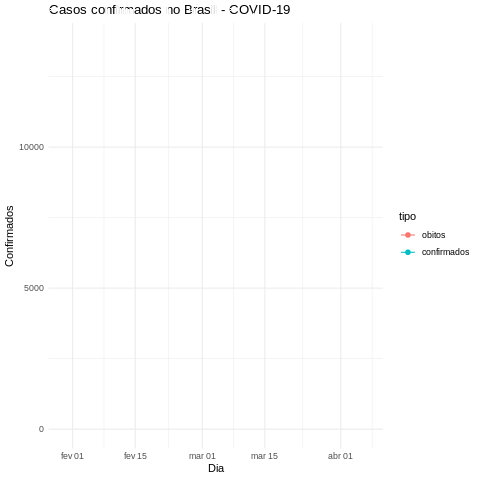 Casos confirmados no Brasil - COVID-19
Confirmados
10000
5000
0
fev 01
fev 15
mar 01
mar 15
abr 01
Dia
tipo
obitos
confirmados